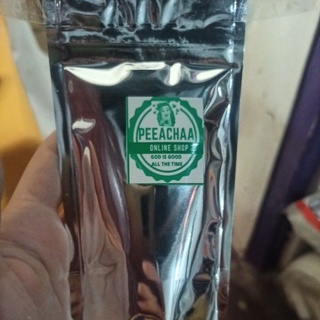 PEEACHAA
ONLINE SHOP
GOD IS GOOD
ALL THE TIME